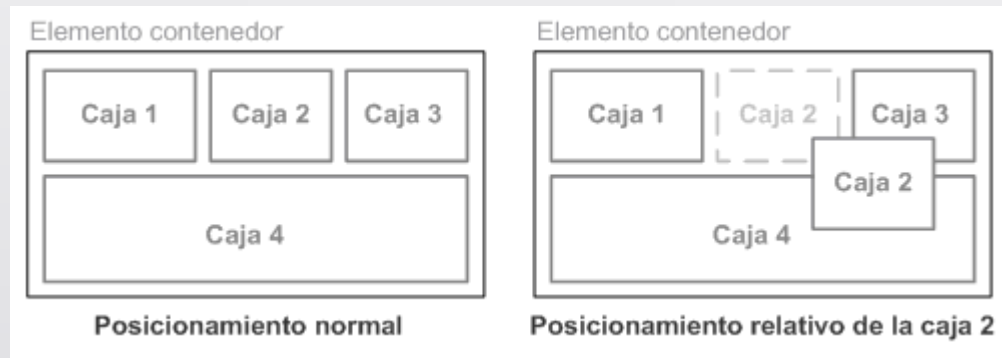 Elemento contenedor
Caja 1
Caja 2
Caja 3
Caja 4
Posicionamiento normal
Elemento contenedor
Caja 1
Caja 2
Caja 3
Caja 2
Caja 4
Posicionamiento relativo de la caja 2